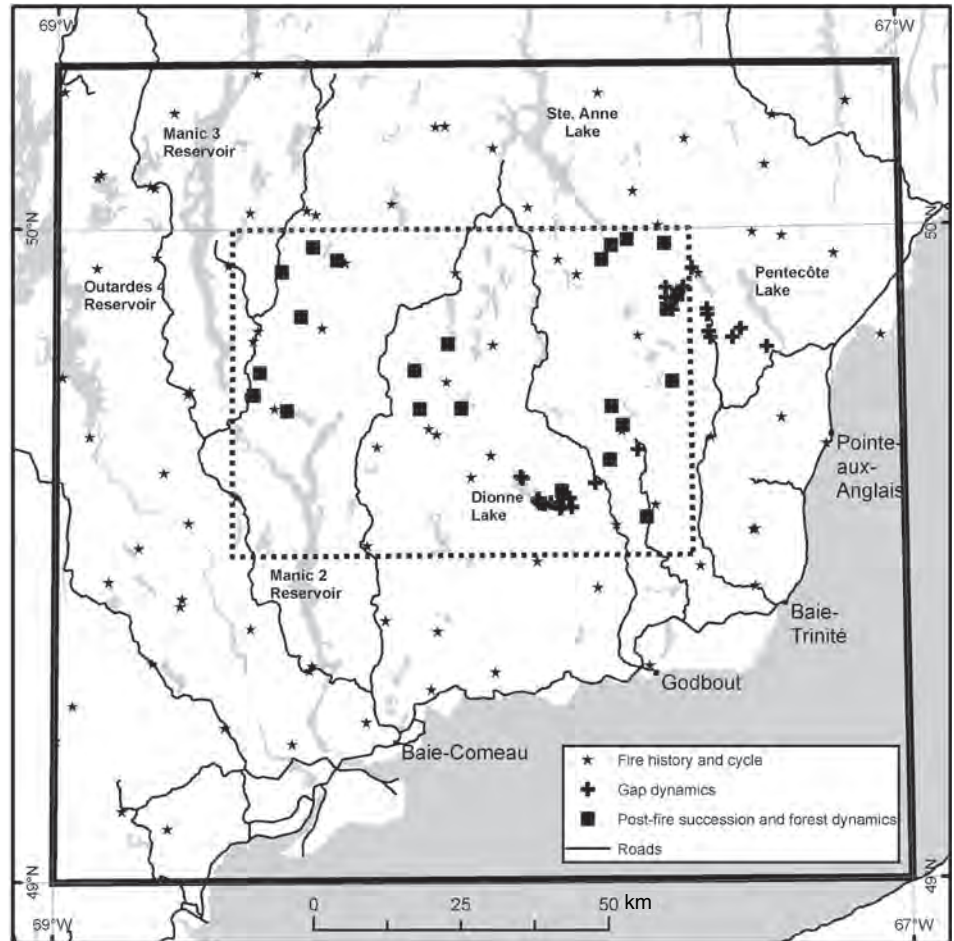 69°W
67°W
Ste. Anne
Lake
Manic 3
Reservoir
50°N
50°N
Pentecôte
Lake
Outardes
Reservoir
Pointe-
aux-
Anglais
Dionne
Lake
Manic 2
Reservoir
Baie-
Trinité
Godbout
Baie-Comeau
Fire history and cycle
Gap dynamics
Post-fire succession and forest dynamics
Roads
49°N
49°N
0 25 50 km
69°W
67°W